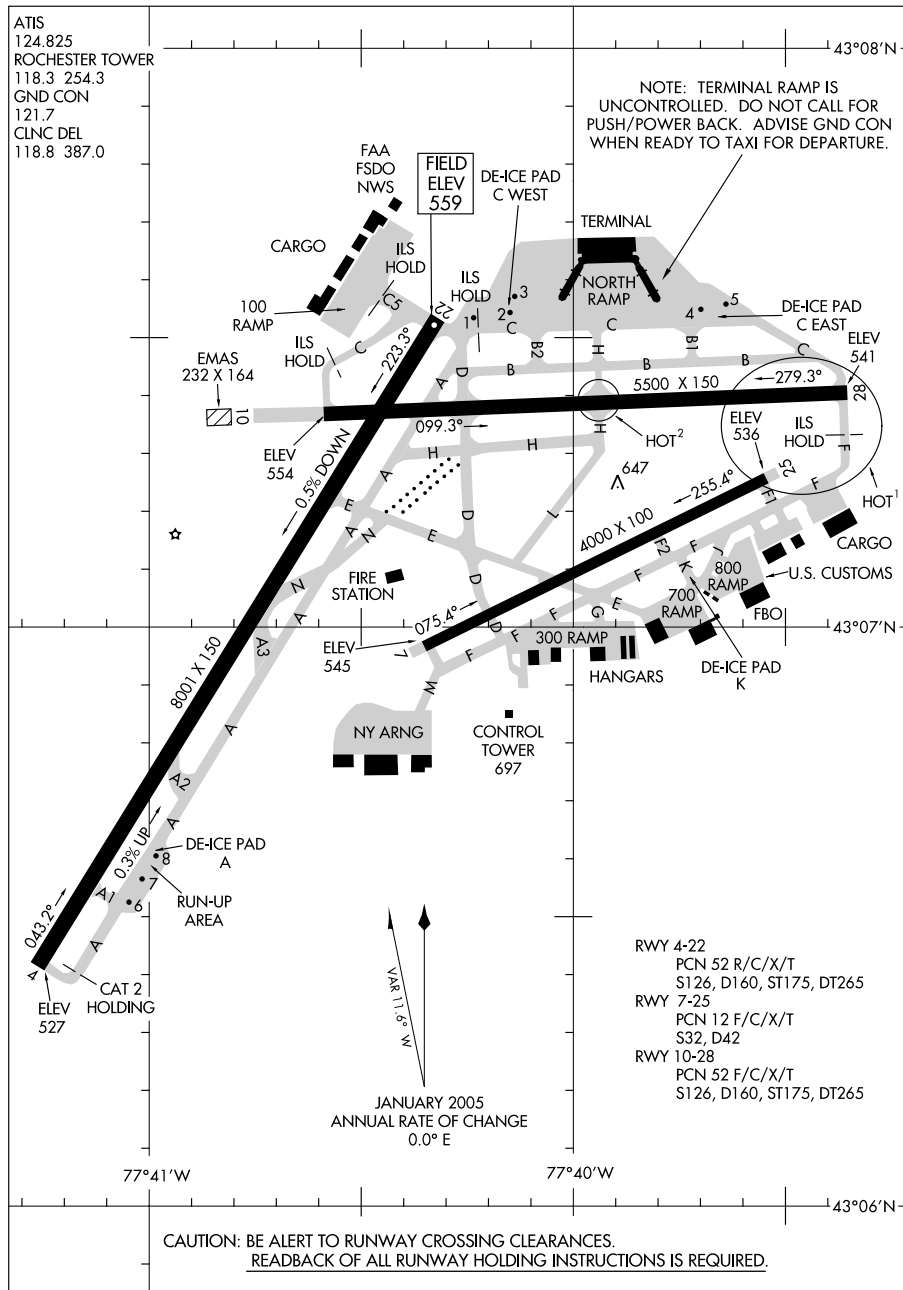 ATIS
124.825
ROCHESTER TOWER
118.3 254.3
GND CON
121.7
CLNC DEL
118.8 387.0
43°08'N
NOTE: TERMINAL RAMP IS
UNCONTROLLED. DO NOT CALL FOR
PUSH/POWER BACK. ADVISE GND CON
WHEN READY TO TAXI FOR DEPARTURE.
FAA
FSDO
NWS
FIELD
ELEV
559
DE-ICE PAD
C WEST
TERMINAL
CARGO
ILS
HOLD
ILS
HOLD
NORTH
RAMP
100
RAMP
C5
22
1
2
3
4
5
DE-ICE PAD
C EAST
ILS
HOLD
C
C
C
C
B2
H
B1
ELEV
541
EMAS
232 X 164
223.3°
A
D
B
B
B
5500 X 150
279.3°
28
10
099.3°
ELEV
554
HOT²
H
ELEV
536
ILS
HOLD
F
0.5% DOWN
A
H
H
647
255.4°
25
HOT¹
E
A
N
D
E
L
4000 X 100
F1
F
CARGO
F2
F
J
K
800
RAMP
U.S. CUSTOMS
FIRE
STATION
N
A
D
F
F
E
G
700
RAMP
FBO
43°07'N
075.4°
D
F
F
ELEV
545
7
A3
300 RAMP
HANGARS
DE-ICE PAD
K
8001 X 150
W
A
NY ARNG
CONTROL
TOWER
697
A2
A
0.3% UP
DE-ICE PAD
A
8
7
6
A1
RUN-UP
AREA
043.2°
A
4
CAT 2
HOLDING
ELEV
527
VAR 11.6° W
RWY 4-22
PCN 52 R/C/X/T
S126, D160, ST175, DT265
RWY 7-25
PCN 12 F/C/X/T
S32, D42
RWY 10-28
PCN 52 F/C/X/T
S126, D160, ST175, DT265
JANUARY 2005
ANNUAL RATE OF CHANGE
0.0° E
77°41'W
77°40'W
43°06'N
CAUTION: BE ALERT TO RUNWAY CROSSING CLEARANCES.
READBACK OF ALL RUNWAY HOLDING INSTRUCTIONS IS REQUIRED.